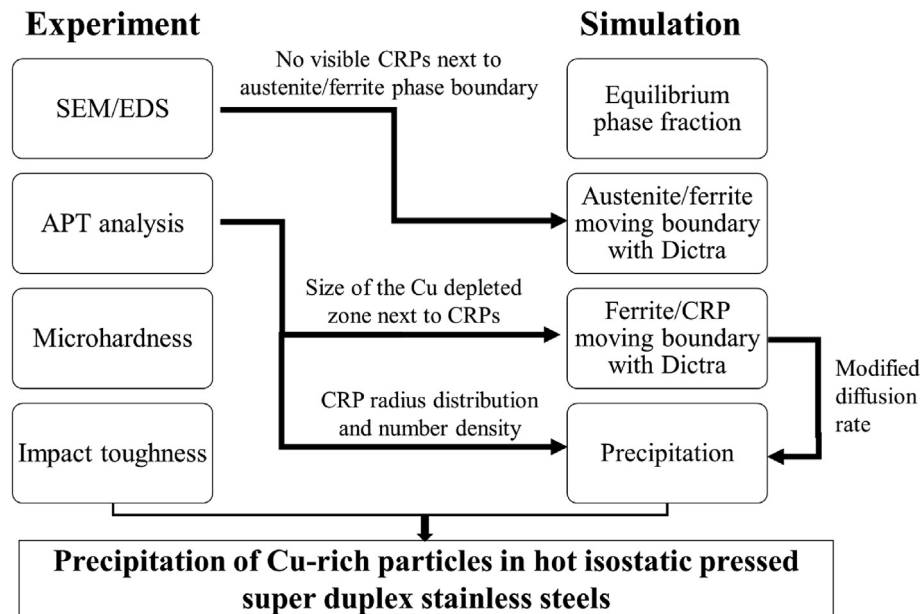 Experiment
Simulation
No visible CRPs next to
austenite/ferrite phase boundary
SEM/EDS
Equilibrium
phase fraction
APT analysis
Austenite/ferrite
moving boundary
with Dictra
Size of the Cu depleted
zone next to CRPs
Microhardness
Ferrite/CRP
moving boundary
with Dictra
Modified
diffusion
rate
CRP radius distribution
and number density
Impact toughness
Precipitation
Precipitation of Cu-rich particles in hot isostatic pressed
super duplex stainless steels